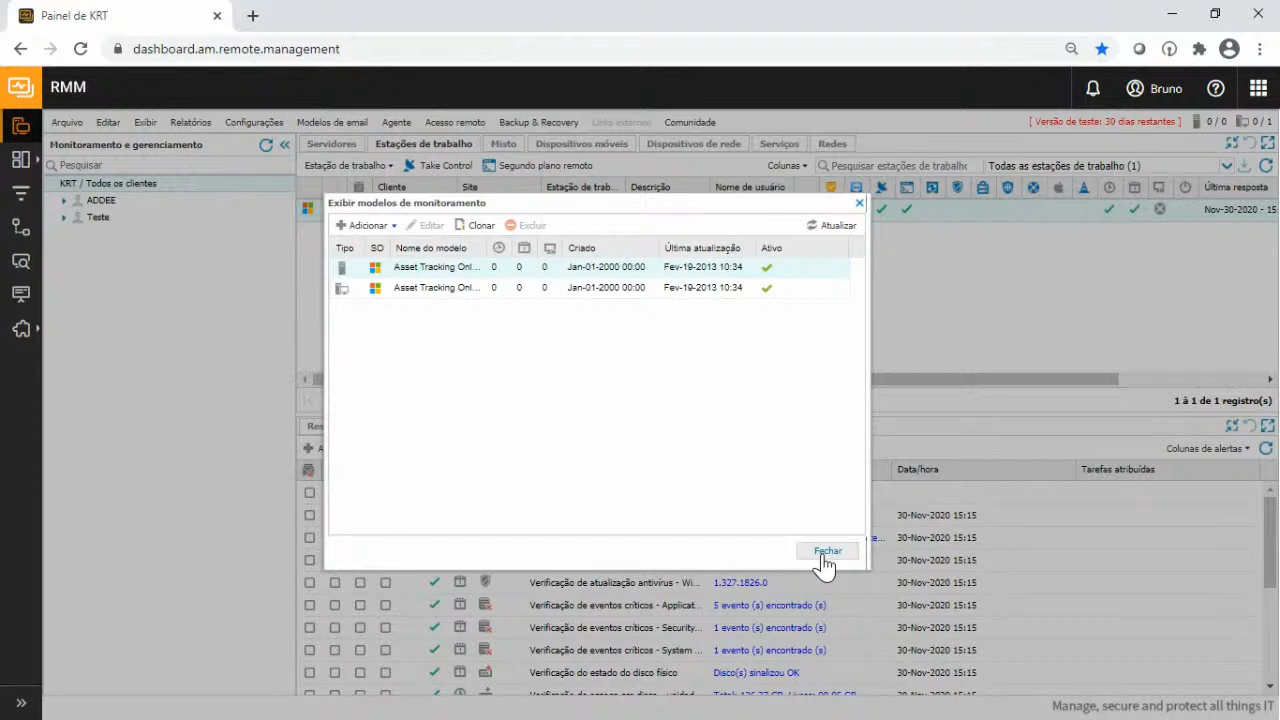 Painel de KRT
dashboard.am.remote.management
RMM
Bruno
Arquivo Editar Exibir Relatórios Configurações Modelos de email Agente Acesso remoto Backup & Recovery Links externos Comunidade
[ Versão de teste: 30 dias restantes ] 0 / 0 0 / 1
Monitoramento e gerenciamento
Servidores Estações de trabalho Misto Dispositivos móveis Dispositivos de rede Serviços Redes
Pesquisar
Estação de trabalho Take Control Segundo plano remoto Colunas Pesquisar estações de trabalho Todas as estações de trabalho (1)
KRT / Todos os clientes
Cliente Site Estação de trab... Descrição Nome de usuário Última resposta
ADDEE
Teste
Nov-30-2020 - 15
Exibir modelos de monitoramento
Adicionar Editar Clonar Excluir Atualizar
Tipo SO Nome do modelo Criado Última atualização Ativo
Asset Tracking Onl... 0 0 0 Jan-01-2000 00:00 Fev-19-2013 10:34
Asset Tracking Onl... 0 0 0 Jan-01-2000 00:00 Fev-19-2013 10:34
1 à 1 de 1 registro(s)
Colunas de alertas
Data/hora Tarefas atribuídas
30-Nov-2020 15:15
30-Nov-2020 15:15
30-Nov-2020 15:15
Fechar
Verificação de atualização antivírus - Wi... 1.327.1826.0 30-Nov-2020 15:15
Verificação de eventos críticos - Applicat... 5 evento (s) encontrado (s) 30-Nov-2020 15:15
Verificação de eventos críticos - Security... 1 evento (s) encontrado (s) 30-Nov-2020 15:15
Verificação de eventos críticos - System ... 1 evento (s) encontrado (s) 30-Nov-2020 15:15
Verificação do estado do disco físico Disco(s) sinalizou OK 30-Nov-2020 15:15
Manage, secure and protect all things IT